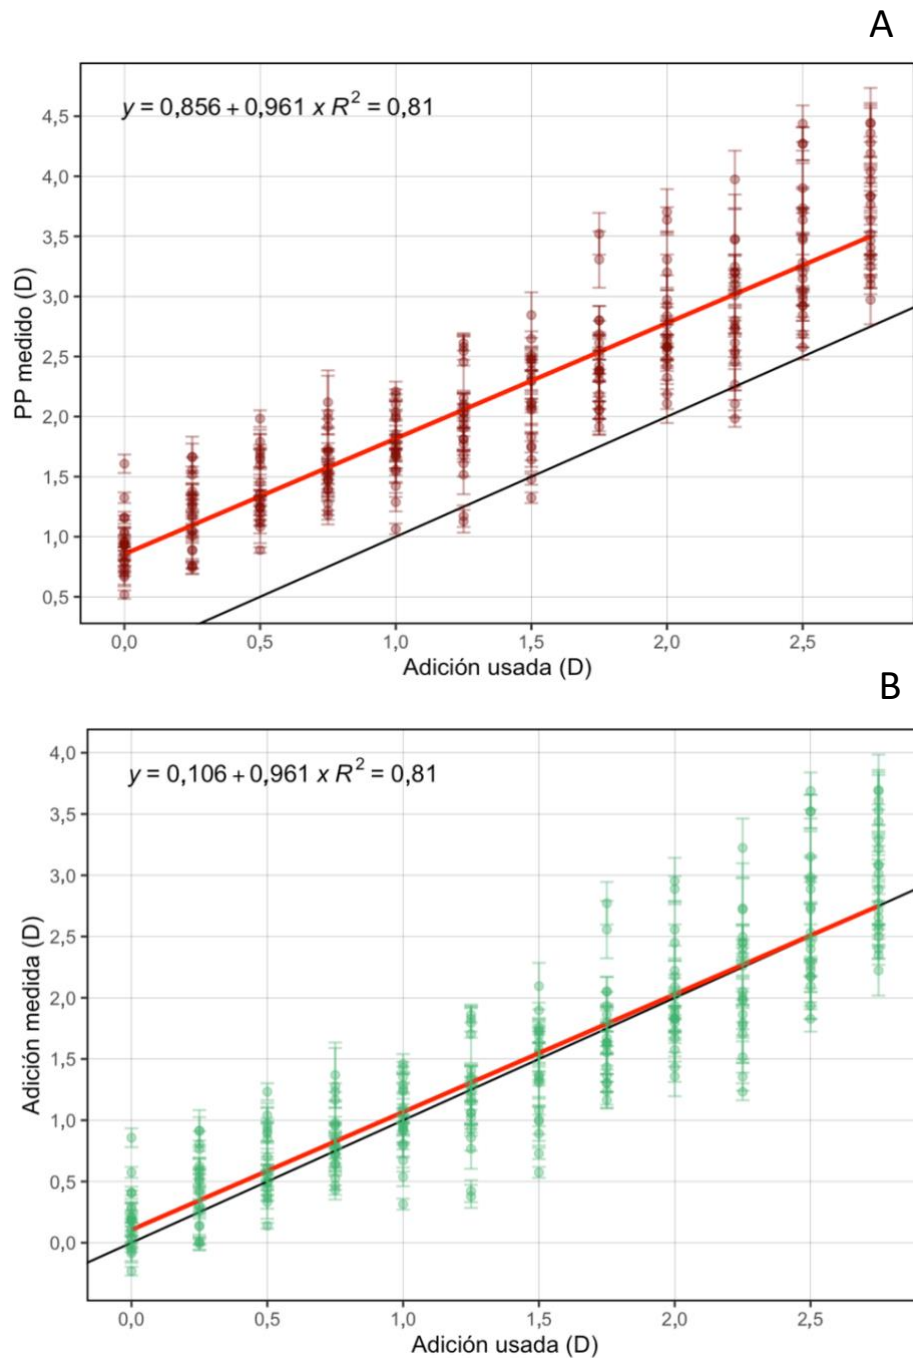 A
y = 0,856 + 0,961 x R² = 0,81
4,5
4,0
3,5
3,0
2,5
2,0
1,5
1,0
0,5
PP medido (D)
0,0 0,5 1,0 1,5 2,0 2,5
Adición usada (D)
B
y = 0,106 + 0,961 x R² = 0,81
4,0
3,5
3,0
2,5
2,0
1,5
1,0
0,5
0,0
Adición medida (D)
0,0 0,5 1,0 1,5 2,0 2,5
Adición usada (D)